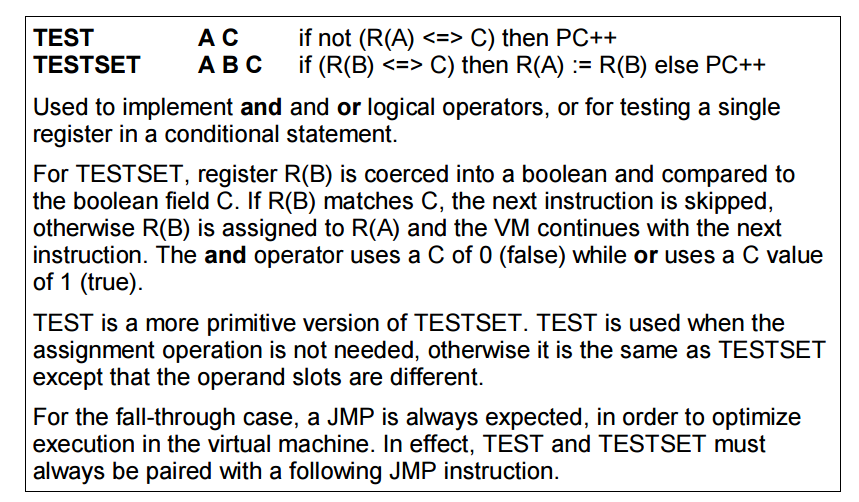 TEST A C if not (R(A) <=> C) then PC++
TESTSET A B C if (R(B) <=> C) then R(A) := R(B) else PC++
Used to implement and and or logical operators, or for testing a single
register in a conditional statement.
For TESTSET, register R(B) is coerced into a boolean and compared to
the boolean field C. If R(B) matches C, the next instruction is skipped,
otherwise R(B) is assigned to R(A) and the VM continues with the next
instruction. The and operator uses a C of 0 (false) while or uses a C value
of 1 (true).
TEST is a more primitive version of TESTSET. TEST is used when the
assignment operation is not needed, otherwise it is the same as TESTSET
except that the operand slots are different.
For the fall-through case, a JMP is always expected, in order to optimize
execution in the virtual machine. In effect, TEST and TESTSET must
always be paired with a following JMP instruction.